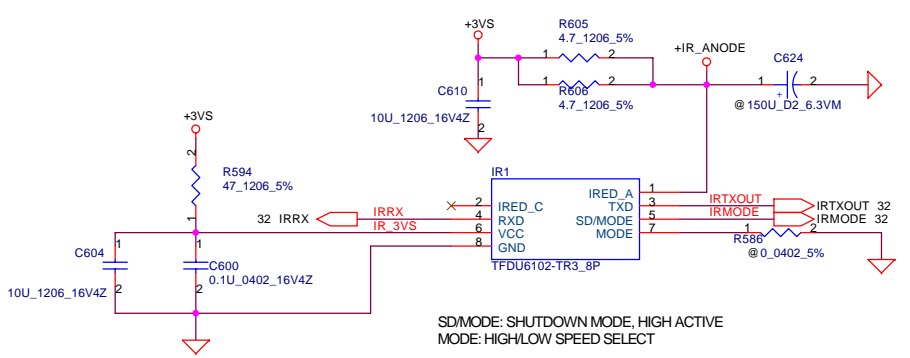 +3VS
R605
4.7_1206_5%
1 2
+IR_ANODE
C624
1 2
+
@150U_D2_6.3VM
1 2
R606
4.7_1206_5%
1
C610
10U_1206_16V4Z
2
+3VS
2
R594
47_1206_5%
1
IR1
IRED_A 1
2 IRED_C
TXD 3 IRTXOUT IRTXOUT 32
32 IRRX IRRX 4 RXD
SD/MODE 5 IRMODE IRMODE 32
IR_3VS 6 VCC
MODE 7 1 2
R586
@0_0402_5%
8 GND
TFDU6102-TR3_8P
1
C604
10U_1206_16V4Z
2
1
C600
0.1U_0402_16V4Z
2
SD/MODE: SHUTDOWN MODE, HIGH ACTIVE
MODE: HIGH/LOW SPEED SELECT